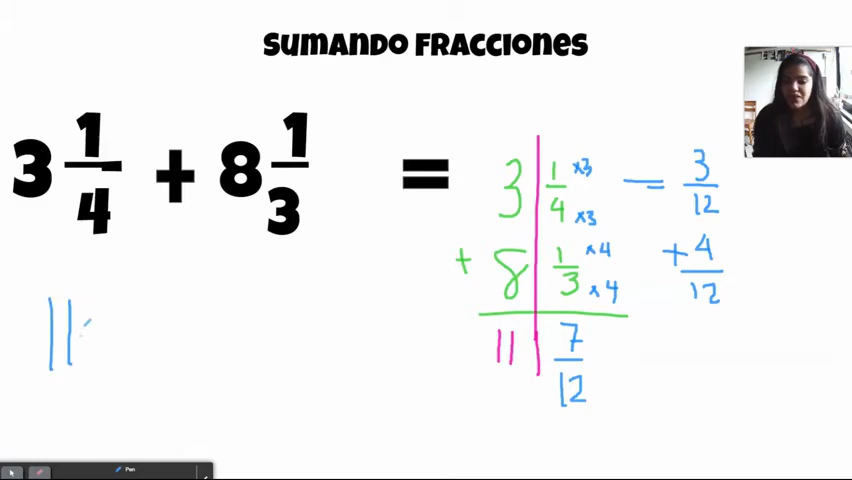 SUMANDO FRACCIONES
3 1/4 + 8 1/3 =
3 1/4 ×3 ×3 = 3/12
+ 8 1/3 ×4 ×4 + 4/12
11 7/12
11
Pen